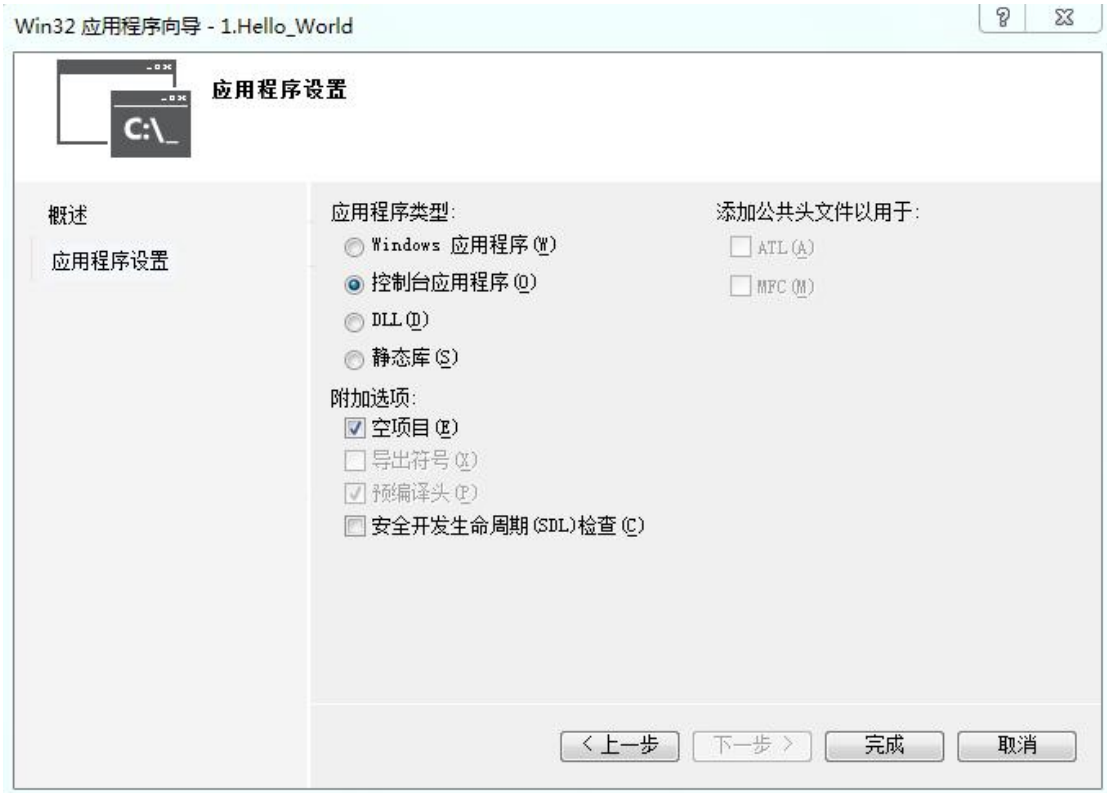 Win32 应用程序向导 - 1.Hello_World
C:\_
应用程序设置
概述
应用程序设置
应用程序类型:
Windows 应用程序(W)
控制台应用程序(O)
DLL(D)
静态库(S)
附加选项:
空项目(E)
导出符号(X)
预编译头(P)
安全开发生命周期(SDL)检查(C)
添加公共头文件以用于:
ATL(A)
MFC(M)
< 上一步
下一步 >
完成
取消